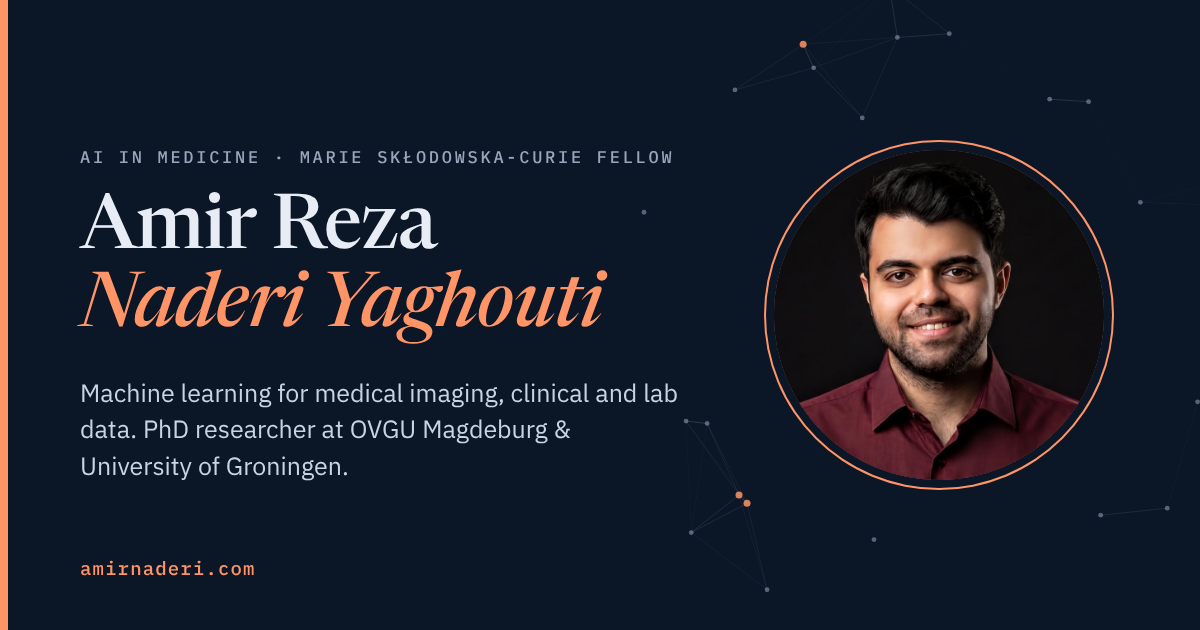 AI IN MEDICINE · MARIE SKŁODOWSKA-CURIE FELLOW
Amir Reza
Naderi Yaghouti
Machine learning for medical imaging, clinical and lab
data. PhD researcher at OVGU Magdeburg &
University of Groningen.
amirnaderi.com